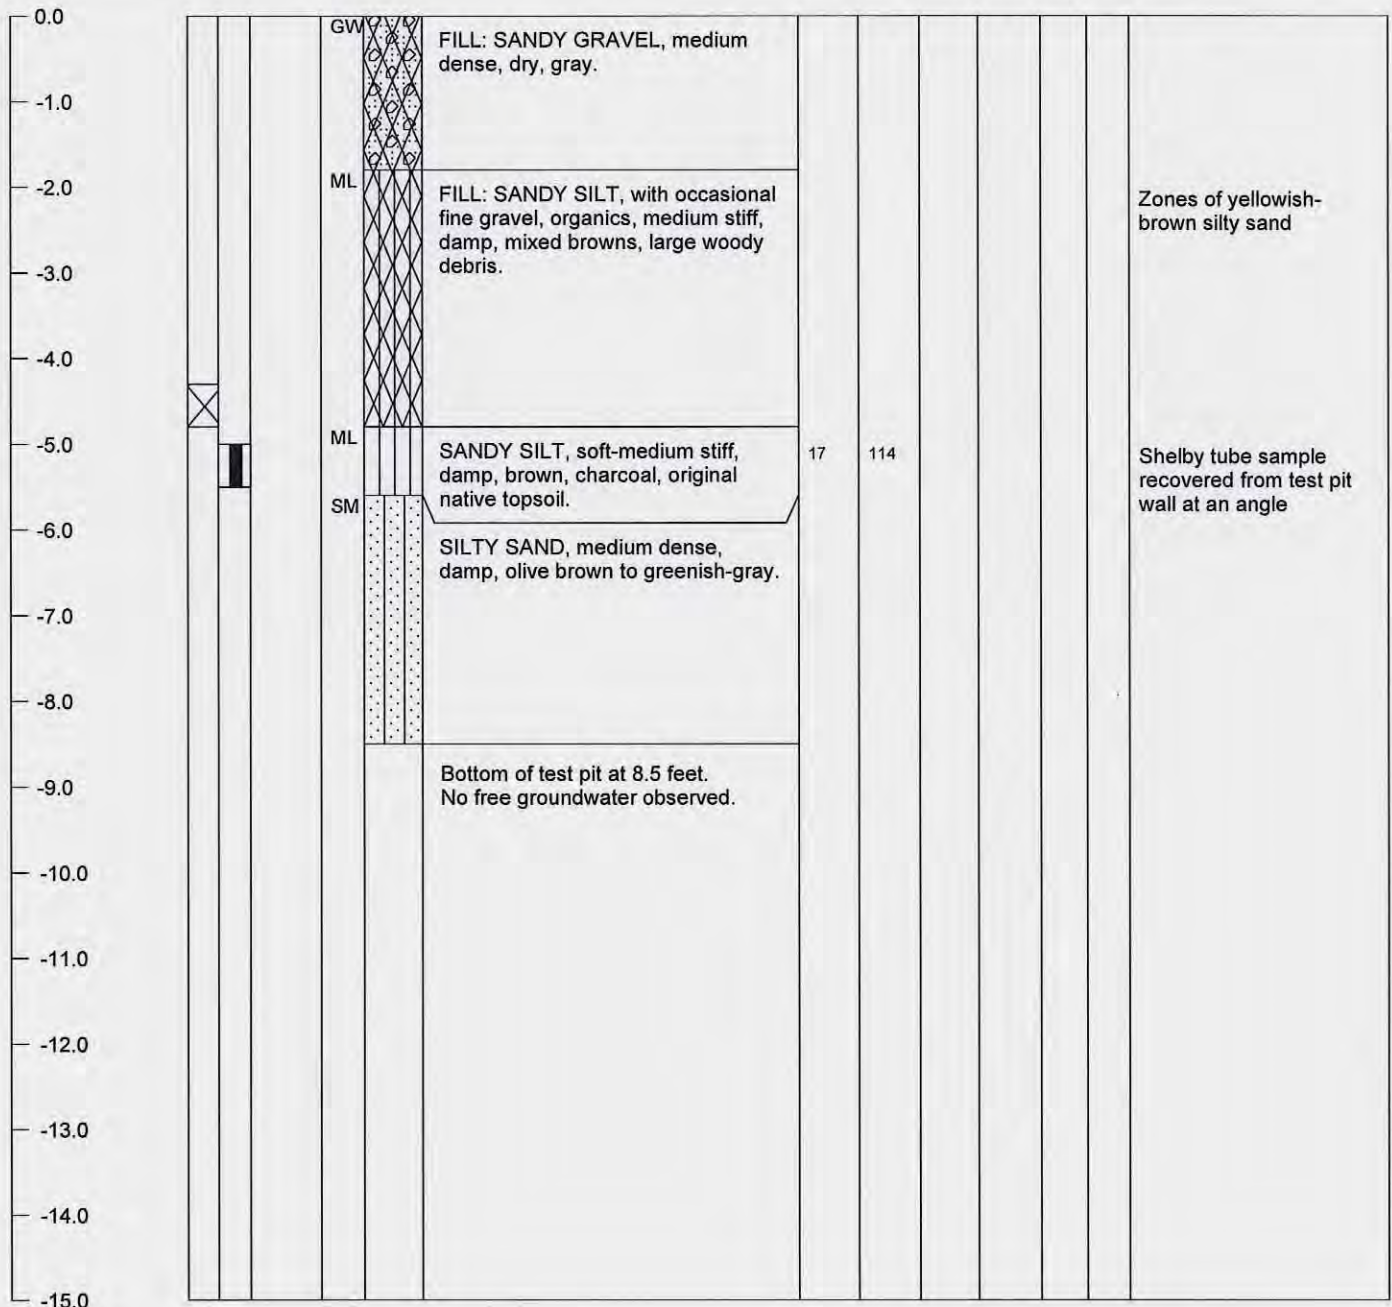 0.0
GW
FILL: SANDY GRAVEL, medium
dense, dry, gray.
-1.0
ML
-2.0
FILL: SANDY SILT, with occasional
fine gravel, organics, medium stiff,
damp, mixed browns, large woody
debris.
Zones of yellowish-
brown silty sand
-3.0
-4.0
ML
-5.0
SANDY SILT, soft-medium stiff,
damp, brown, charcoal, original
native topsoil.
17
114
Shelby tube sample
recovered from test pit
wall at an angle
SM
-6.0
SILTY SAND, medium dense,
damp, olive brown to greenish-gray.
-7.0
-8.0
Bottom of test pit at 8.5 feet.
No free groundwater observed.
-9.0
-10.0
-11.0
-12.0
-13.0
-14.0
-15.0